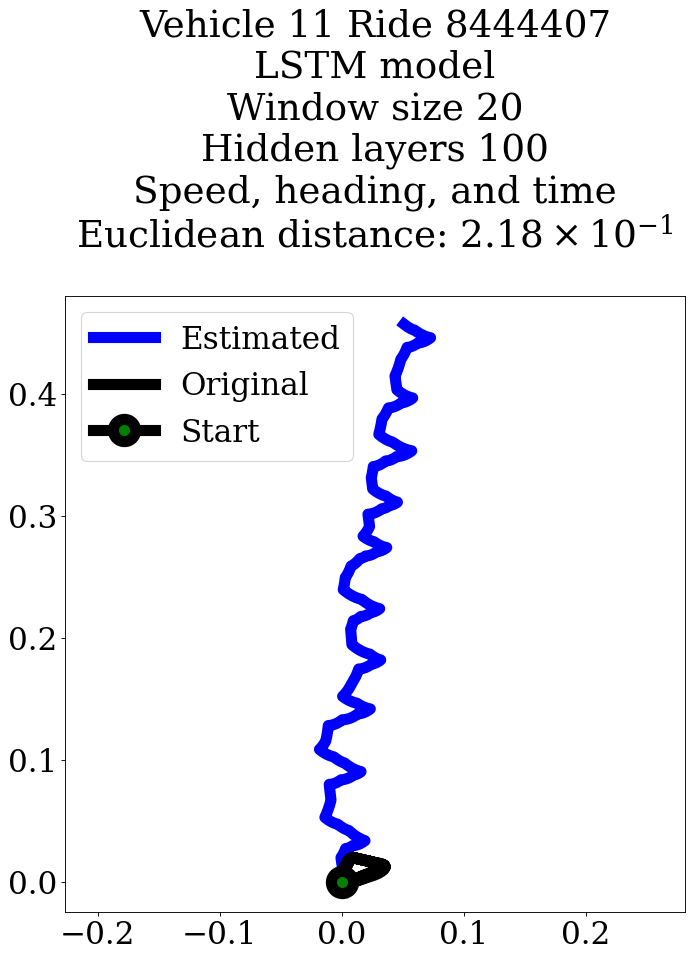 Vehicle 11 Ride 8444407
LSTM model
Window size 20
Hidden layers 100
Speed, heading, and time
Euclidean distance: 2.18 × 10⁻¹
Estimated
Original
Start
0.4
0.3
0.2
0.1
0.0
−0.2 −0.1 0.0 0.1 0.2